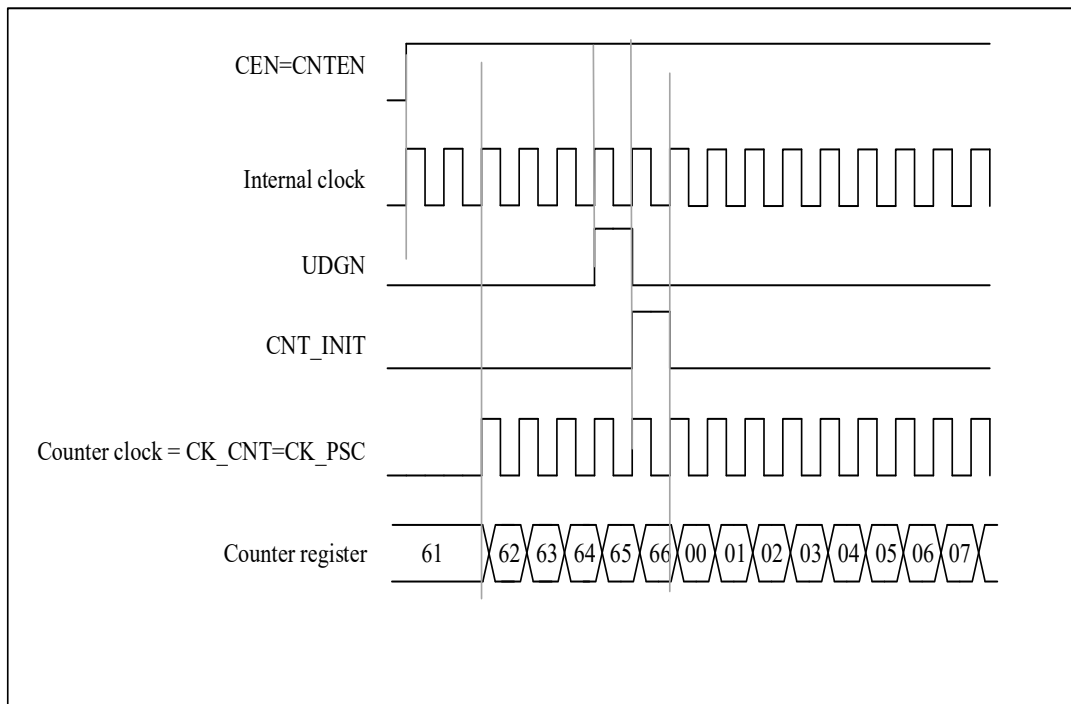 CEN=CNTEN
Internal clock
UDGN
CNT_INIT
Counter clock = CK_CNT=CK_PSC
Counter register
61 62 63 64 65 66 00 01 02 03 04 05 06 07